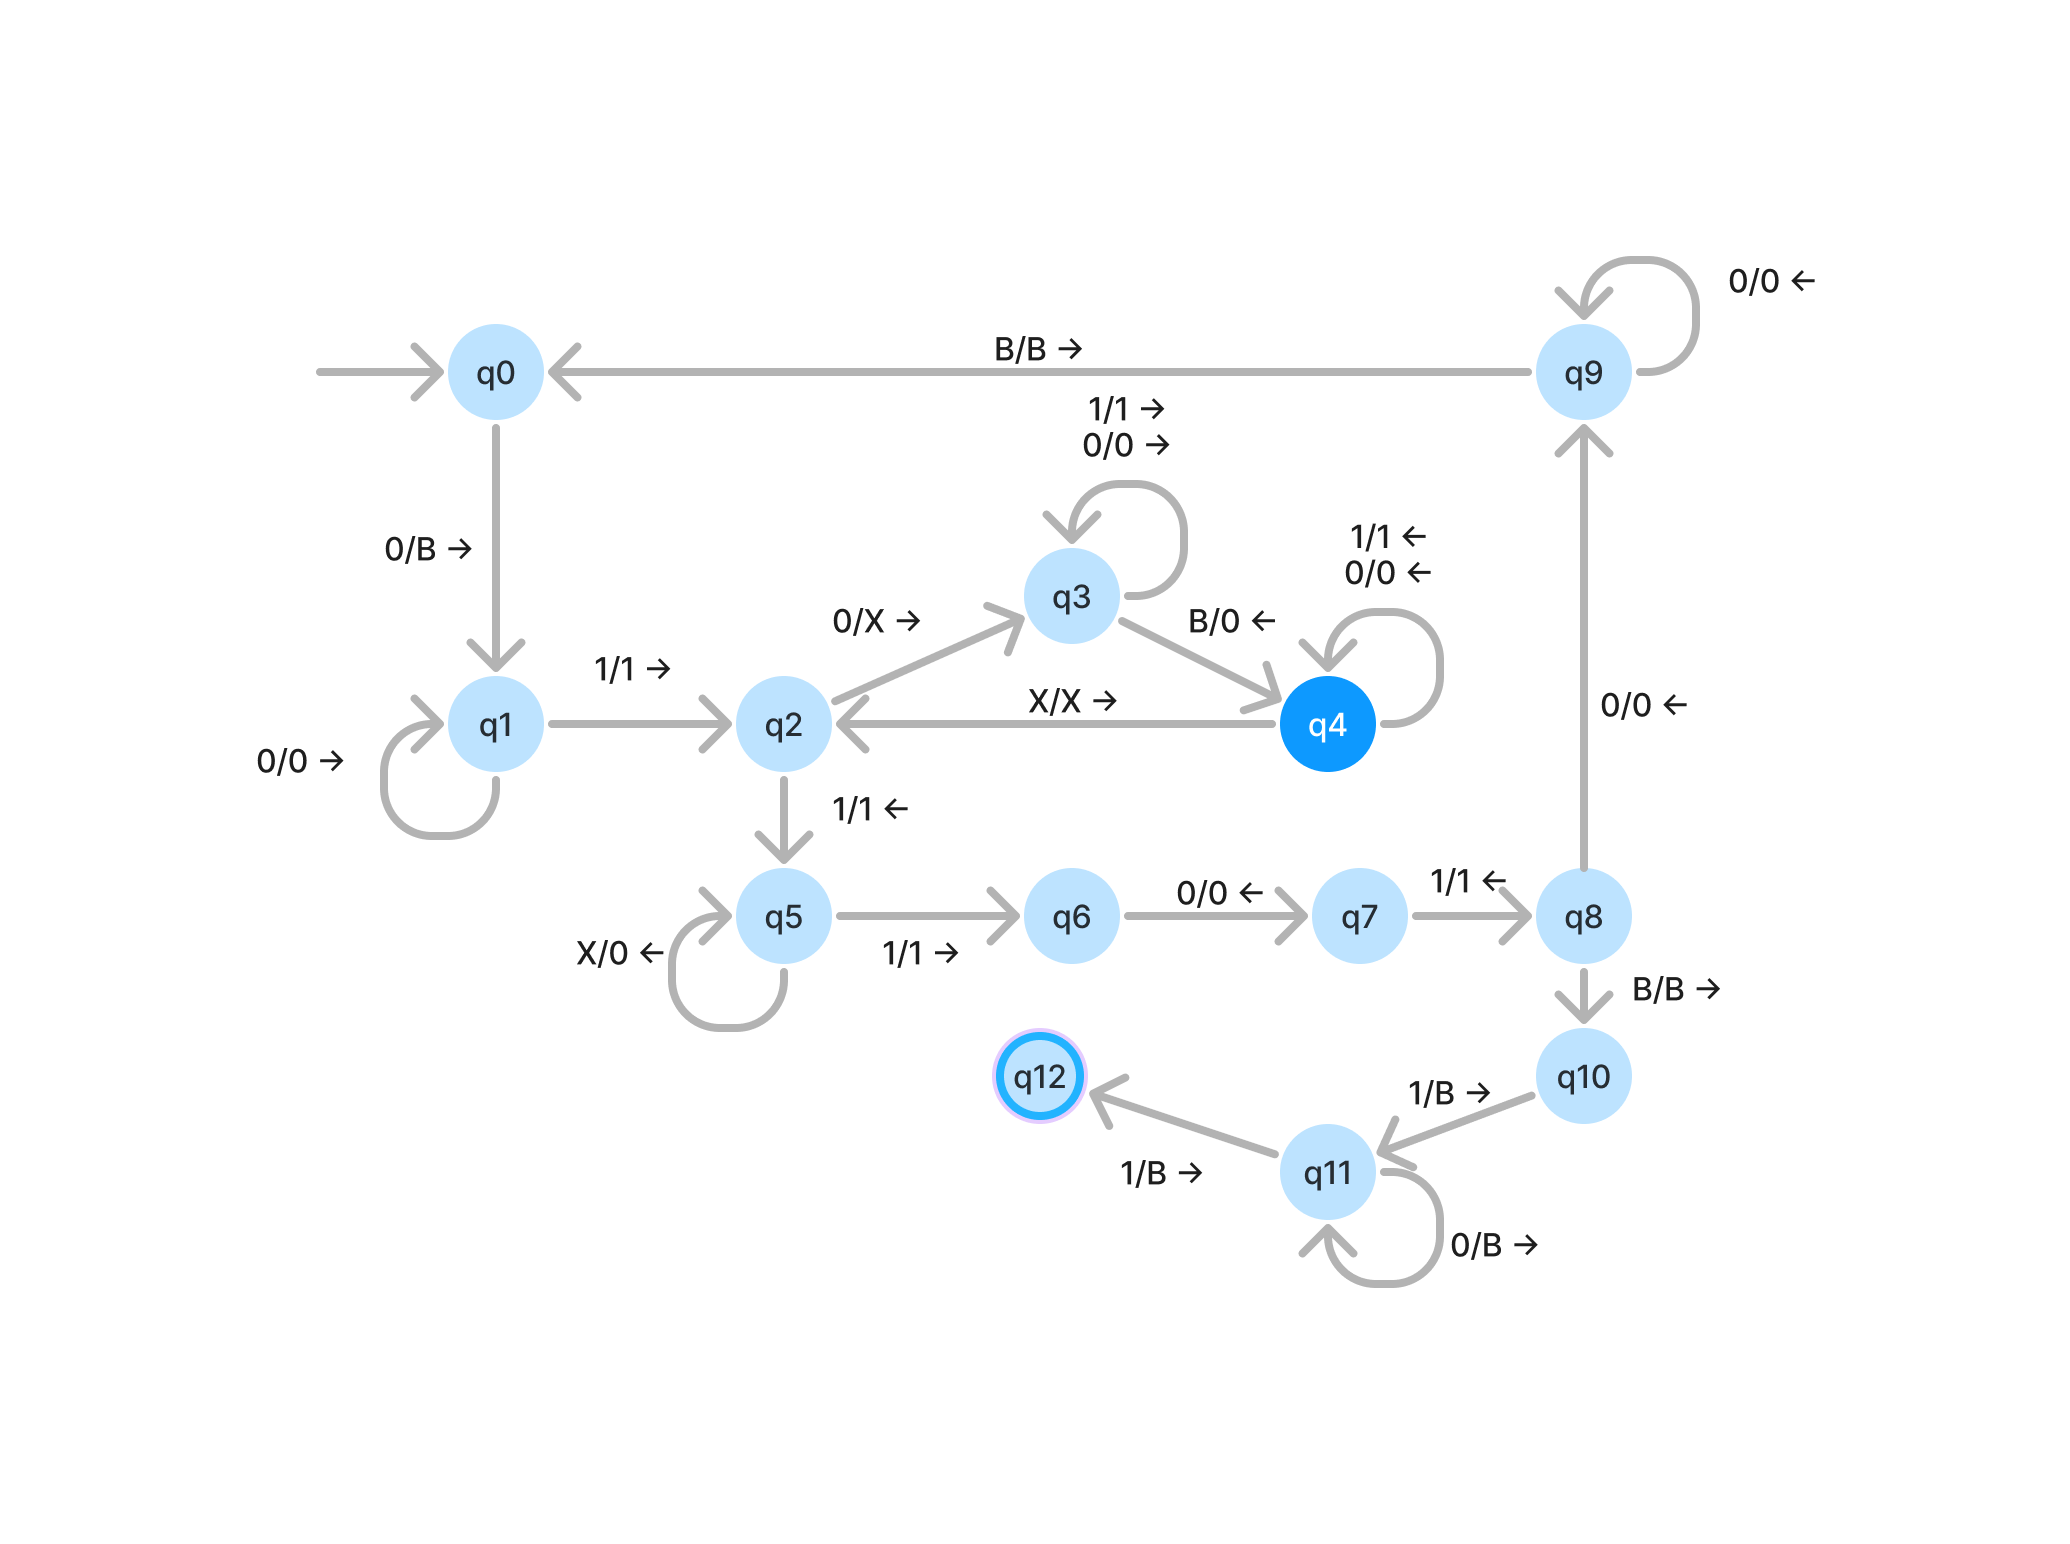 0/0 ←
B/B →
q0
q9
1/1 →
0/0 →
1/1 ←
0/0 ←
0/B →
q3
0/X →
B/0 ←
1/1 →
X/X →
0/0 ←
q1
q2
q4
0/0 →
1/1 ←
1/1 ←
0/0 ←
q5
q6
q7
q8
X/0 ←
1/1 →
B/B →
q12
q10
1/B →
1/B →
q11
0/B →